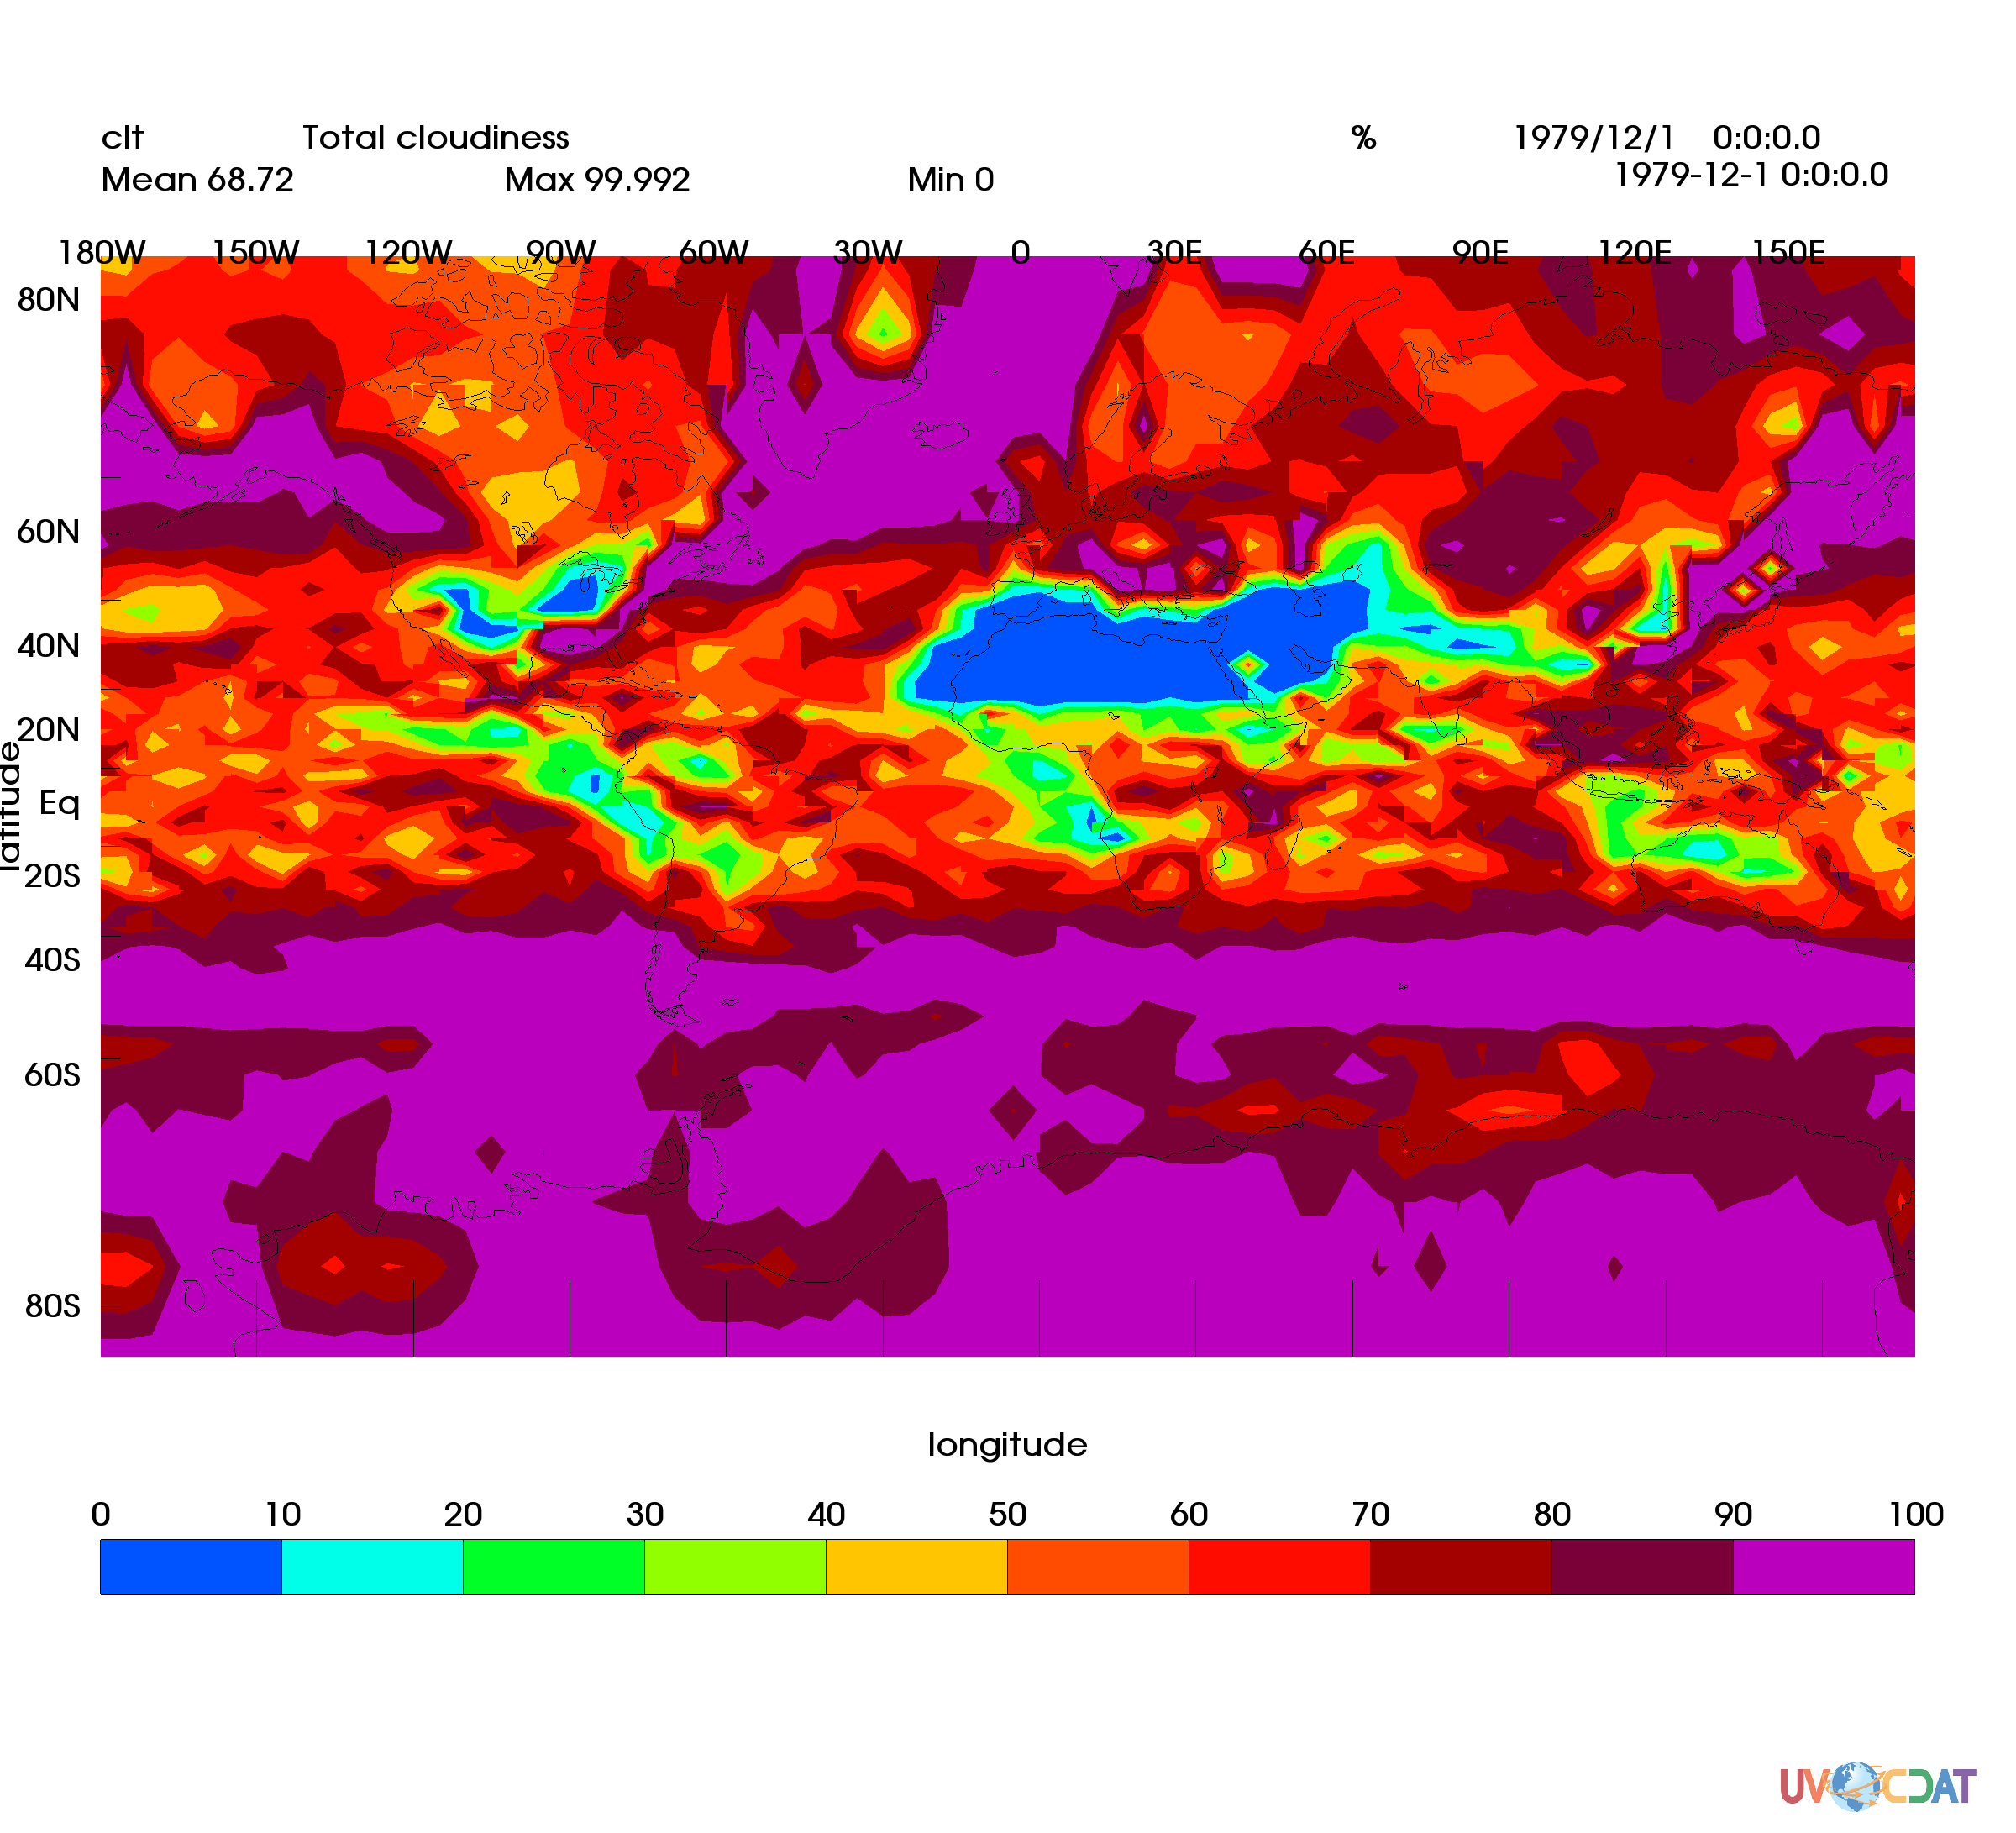 clt Total cloudiness % 1979/12/1 0:0:0.0
Mean 68.72 Max 99.992 Min 0 1979-12-1 0:0:0.0
180W 150W 120W 90W 60W 30W 0 30E 60E 90E 120E 150E
80N
60N
40N
20N
Eq
20S
40S
60S
80S
latitude
longitude
0 10 20 30 40 50 60 70 80 90 100
UV CDAT